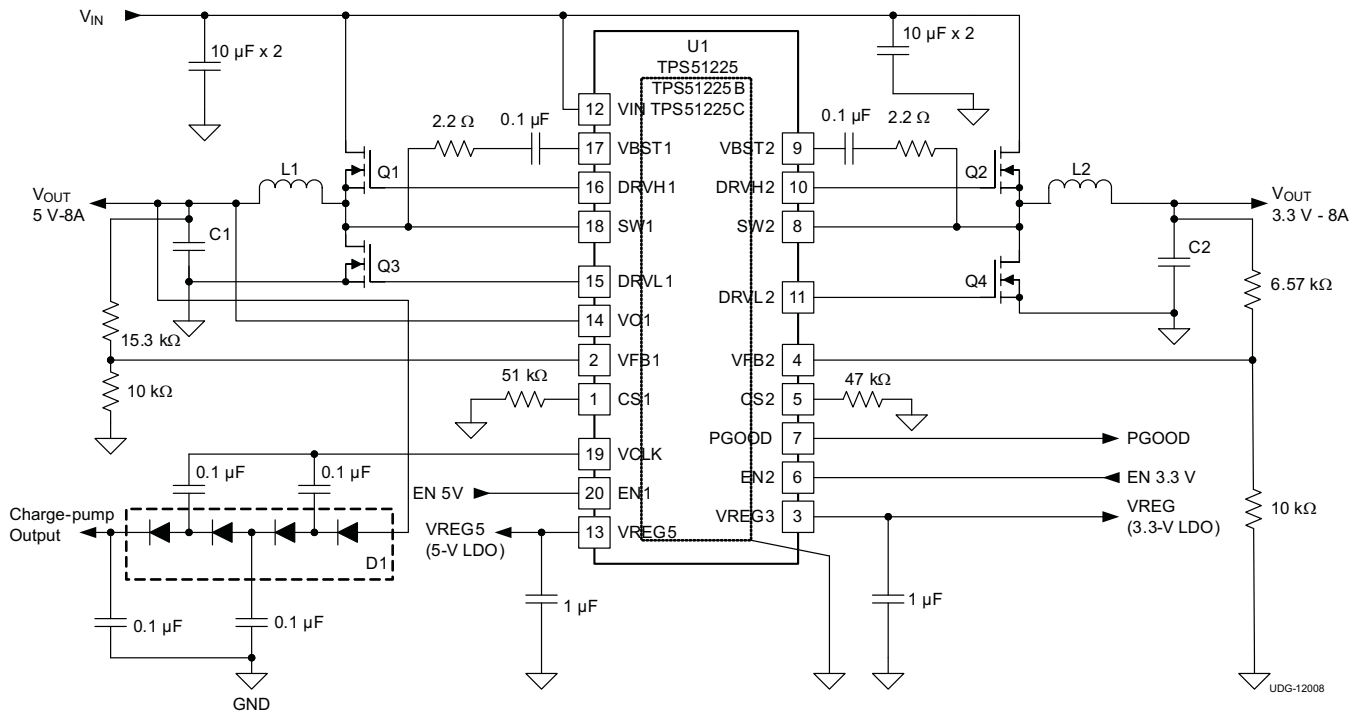 VIN
10 µF x 2
10 µF x 2
U1
TPS51225
TPS51225B
TPS51225C
12 VIN
2.2 Ω
0.1 µF
0.1 µF
2.2 Ω
17 VBST1
VBST2 9
Q1
Q2
L1
L2
16 DRVH1
DRVH2 10
VOUT
5 V-8A
VOUT
3.3 V - 8A
18 SW1
SW2 8
C1
C2
Q3
Q4
15 DRVL1
DRVL2 11
6.57 kΩ
14 VO1
15.3 kΩ
2 VFB1
VFB2 4
10 kΩ
51 kΩ
47 kΩ
1 CS1
CS2 5
PGOOD 7
PGOOD
19 VCLK
0.1 µF
0.1 µF
EN2 6
EN 3.3 V
EN 5V
20 EN1
Charge-pump
Output
VREG5
(5-V LDO)
13 VREG5
VREG3 3
VREG
(3.3-V LDO)
10 kΩ
D1
0.1 µF
0.1 µF
1 µF
1 µF
GND
UDG-12008